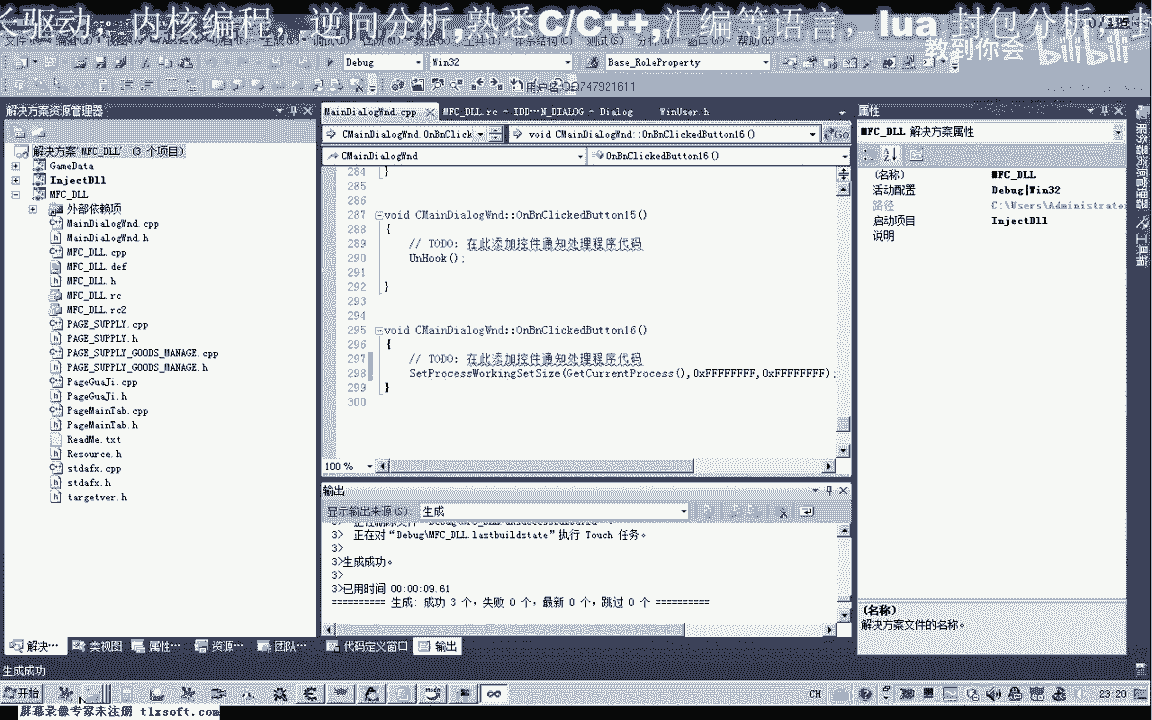 驱动，内核编程，逆向分析,熟悉C/C++,汇编等语言，lua 封包分析，
教到你会 bilibili
Debug Win32 Base_RoleProperty
747921611
解决方案资源管理器
解决方案"MFC_DLL" (3 个项目)
GameData
InjectDll
MFC_DLL
外部依赖项
MainDialogWnd.cpp
MainDialogWnd.h
MFC_DLL.cpp
MFC_DLL.def
MFC_DLL.h
MFC_DLL.rc
MFC_DLL.rc2
PAGE_SUPPLY.cpp
PAGE_SUPPLY.h
PAGE_SUPPLY_GOODS_MANAGE.cpp
PAGE_SUPPLY_GOODS_MANAGE.h
PageGuaJi.cpp
PageGuaJi.h
PageMainTab.cpp
PageMainTab.h
ReadMe.txt
Resource.h
stdafx.cpp
stdafx.h
targetver.h
解决… 类视图 属性… 资源… 团队…
MainDialogWnd.cpp MFC_DLL.rc - IDD...N_DIALOG - Dialog WinUser.h
CMainDialogWnd.OnBnClick void CMainDialogWnd::OnBnClickedButton16() Go
CMainDialogWnd OnBnClickedButton16()
284 }
285
286
287 void CMainDialogWnd::OnBnClickedButton15()
288 {
289 // TODO: 在此添加控件通知处理程序代码
290 UnHook();
291
292 }
293
294
295 void CMainDialogWnd::OnBnClickedButton16()
296 {
297 // TODO: 在此添加控件通知处理程序代码
298 SetProcessWorkingSetSize(GetCurrentProcess(),0xFFFFFFFF,0xFFFFFFFF);
299 }
300
100 %
输出
显示输出来源(S): 生成
3> 正在对"Debug\MFC_DLL.lastbuildstate"执行 Touch 任务。
3>
3>生成成功。
3>
3>已用时间 00:00:09.61
========== 生成: 成功 3 个，失败 0 个，最新 0 个，跳过 0 个 ==========
代码定义窗口 输出
属性
MFC_DLL 解决方案属性
(名称) MFC_DLL
活动配置 Debug|Win32
路径 C:\Users\Administrator
启动项目 InjectDll
说明
(名称)
解决方案文件的名称。
服务器资源管理器
工具箱
生成成功
开始 CH 23:20
屏幕录像专家未注册 tlxsoft.com